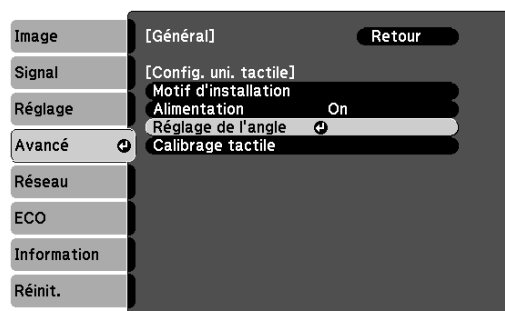 Image
Signal
Réglage
Avancé
Réseau
ECO
Information
Réinit.
[Général] Retour
[Config. uni. tactile]
Motif d'installation
Alimentation On
Réglage de l'angle
Calibrage tactile